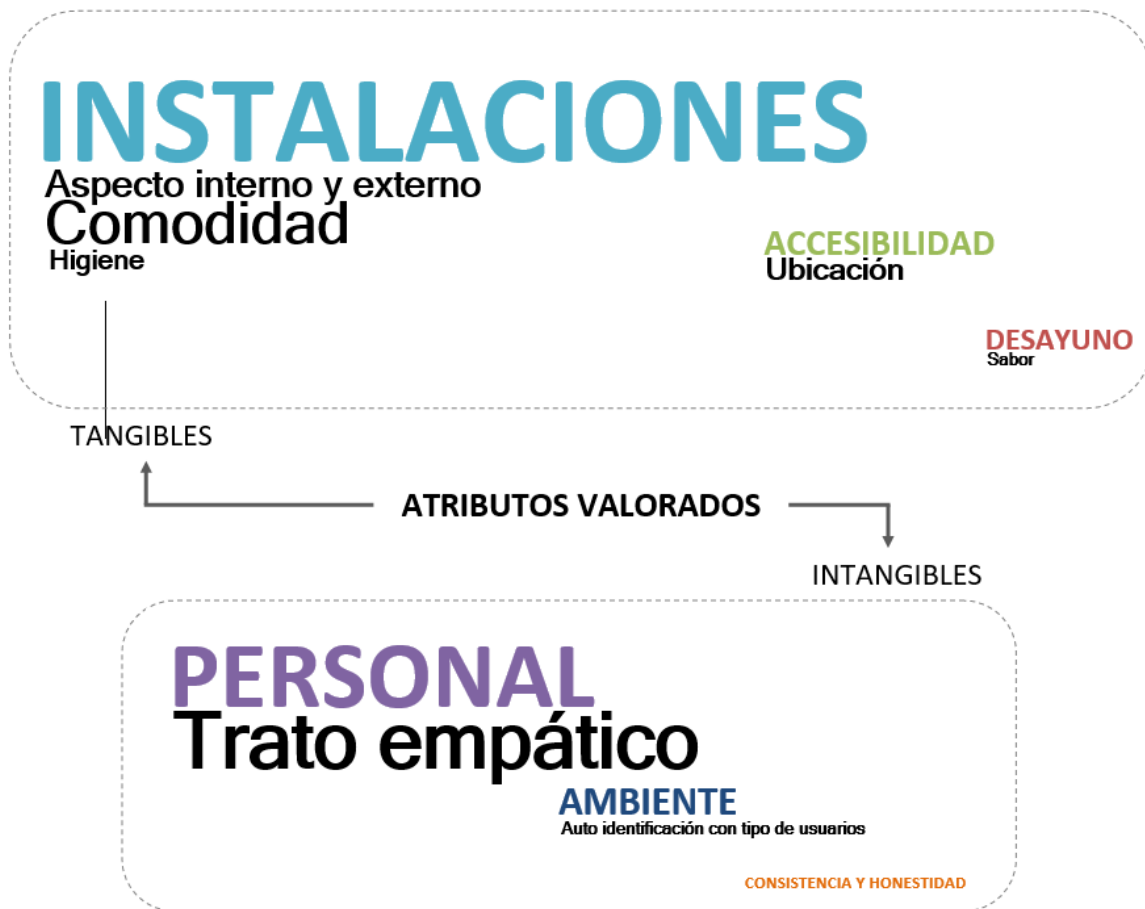 INSTALACIONES
Aspecto interno y externo
Comodidad
Higiene
ACCESIBILIDAD
Ubicación
DESAYUNO
Sabor
TANGIBLES
ATRIBUTOS VALORADOS
INTANGIBLES
PERSONAL
Trato empático
AMBIENTE
Auto identificación con tipo de usuarios
CONSISTENCIA Y HONESTIDAD